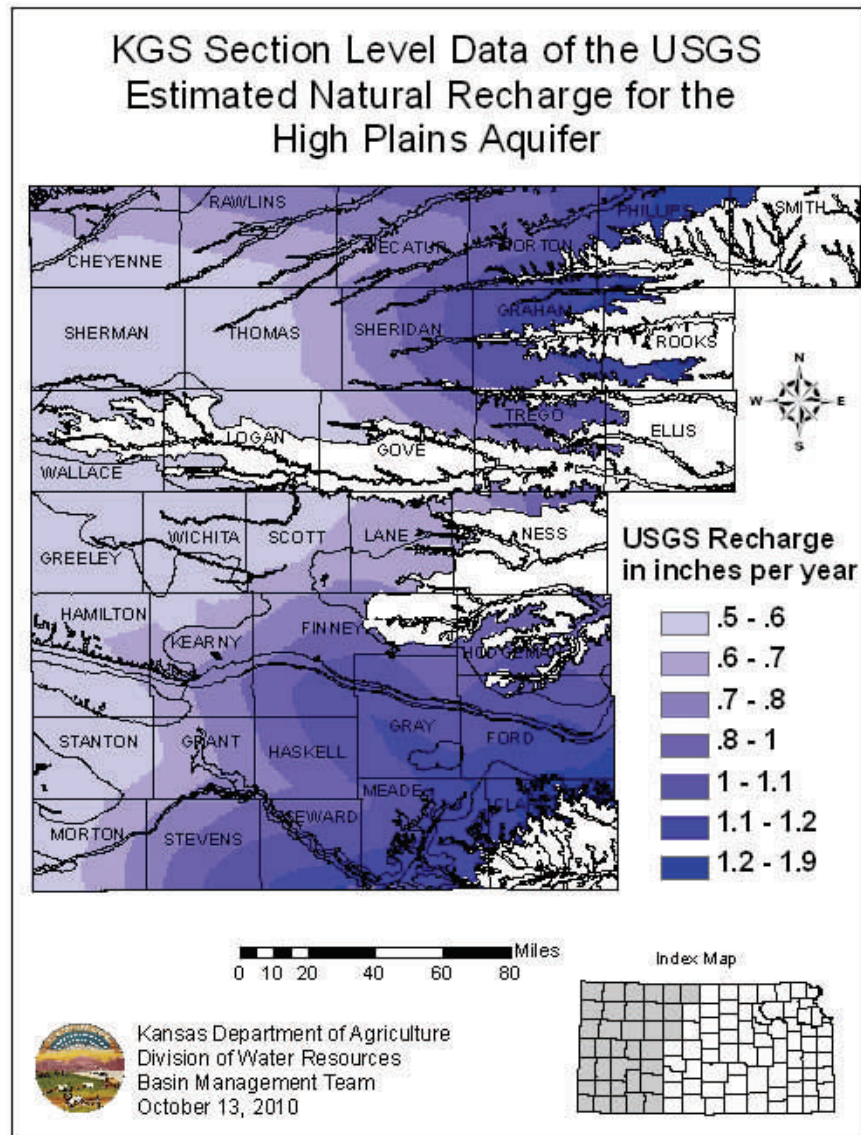 KGS Section Level Data of the USGS
Estimated Natural Recharge for the
High Plains Aquifer
RAWLINS
PHILLIPS
SMITH
DECATUR
NORTON
CHEYENNE
SHERMAN
THOMAS
SHERIDAN
GRAHAM
ROOKS
N
W E
S
TREGO
LOGAN
GOVE
ELLIS
WALLACE
WICHITA
SCOTT
LANE
NESS
GREELEY
USGS Recharge
in inches per year
HAMILTON
KEARNY
FINNEY
HODGEMAN
.5 - .6
.6 - .7
.7 - .8
.8 - 1
1 - 1.1
1.1 - 1.2
1.2 - 1.9
STANTON
GRANT
HASKELL
GRAY
FORD
MEADE
MORTON
STEVENS
SEWARD
Miles
0 10 20 40 60 80
Index Map
Kansas Department of Agriculture
Division of Water Resources
Basin Management Team
October 13, 2010